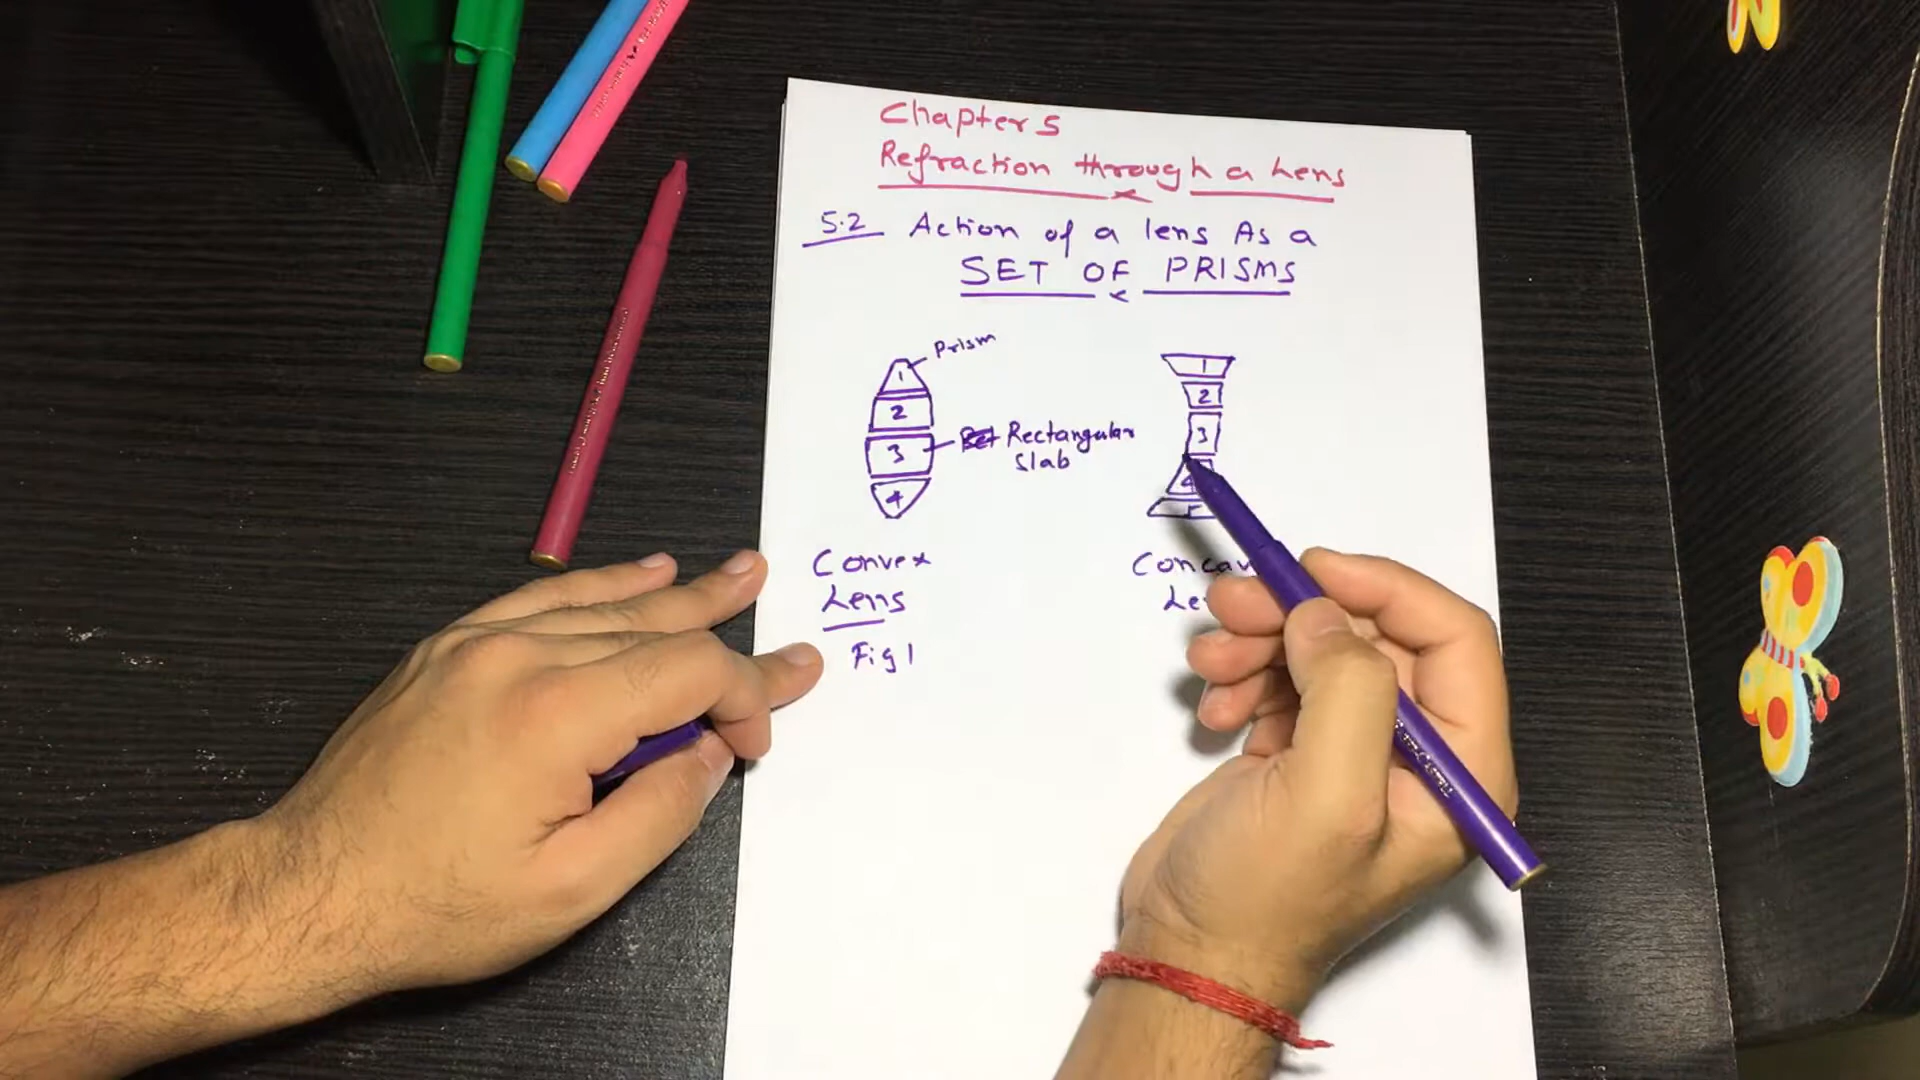 Chapter 5
Refraction through a Lens
5.2 Action of a lens As a
SET OF PRISMS
Prism
1
2
3
4
Rectangular
Slab
Convex
Lens
Fig 1
1
2
3
5